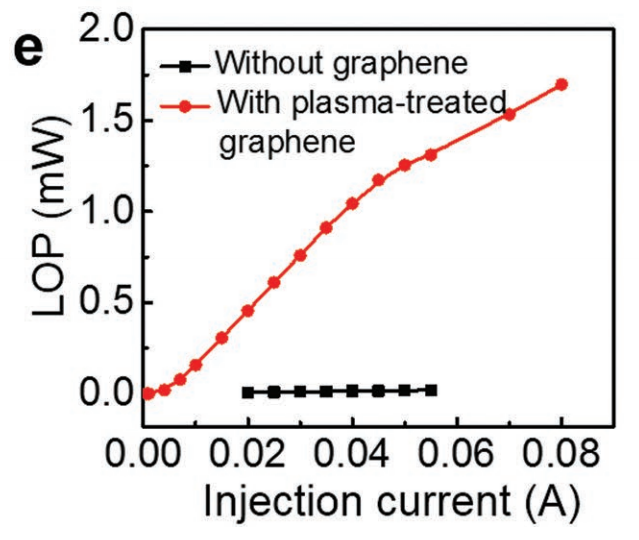 e
2.0
Without graphene
With plasma-treated
graphene
1.5
1.0
0.5
0.0
LOP (mW)
0.00 0.02 0.04 0.06 0.08
Injection current (A)